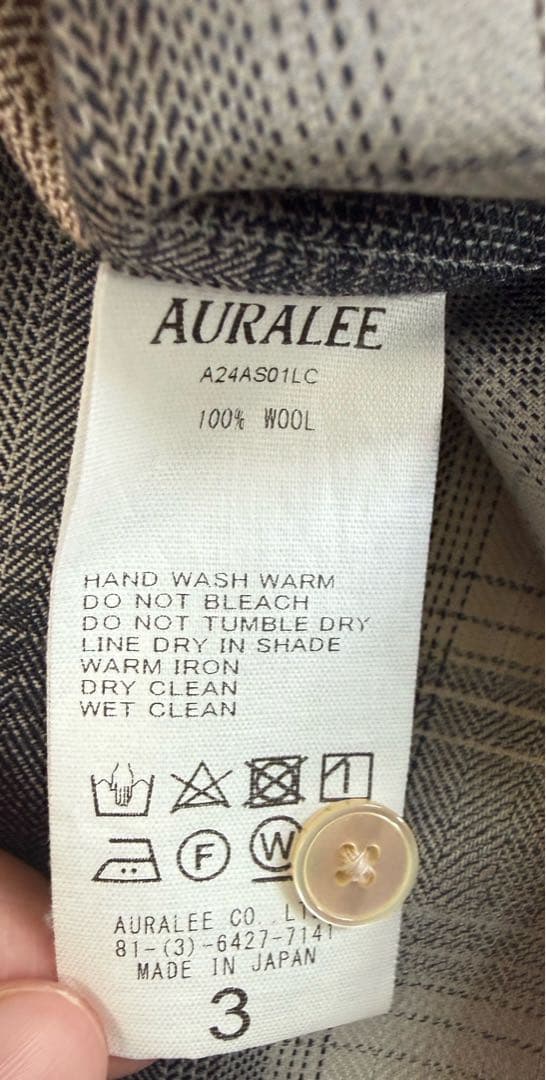 AURALEE
A24AS01LC
100% WOOL
HAND WASH WARM
DO NOT BLEACH
DO NOT TUMBLE DRY
LINE DRY IN SHADE
WARM IRON
DRY CLEAN
WET CLEAN
F W
AURALEE CO.
81-(3)-6427-7141
MADE IN JAPAN
3